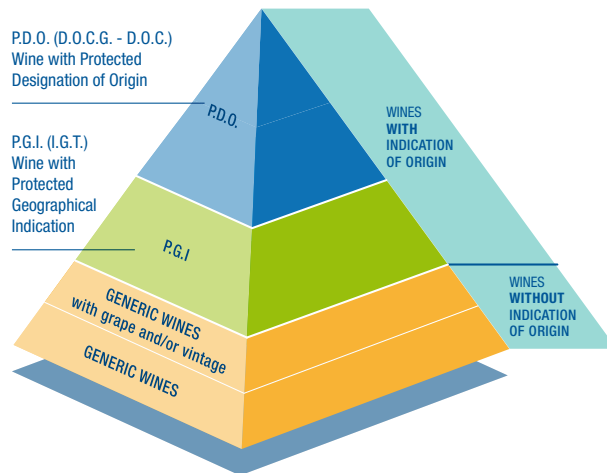 P.D.O. (D.O.C.G. - D.O.C.)
Wine with Protected
Designation of Origin
P.G.I. (I.G.T.)
Wine with
Protected
Geographical
Indication
P.D.O.
P.G.I
GENERIC WINES
with grape and/or vintage
GENERIC WINES
WINES
WITH
INDICATION
OF ORIGIN
WINES
WITHOUT
INDICATION
OF ORIGIN